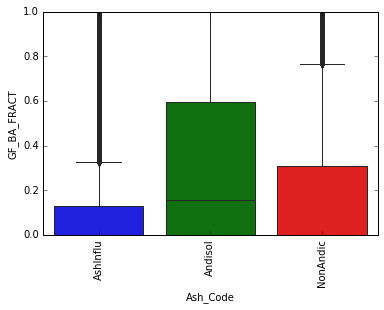 1.0
0.8
0.6
0.4
0.2
0.0
GF_BA_FRACT
AshInflu
Andisol
NonAndic
Ash_Code